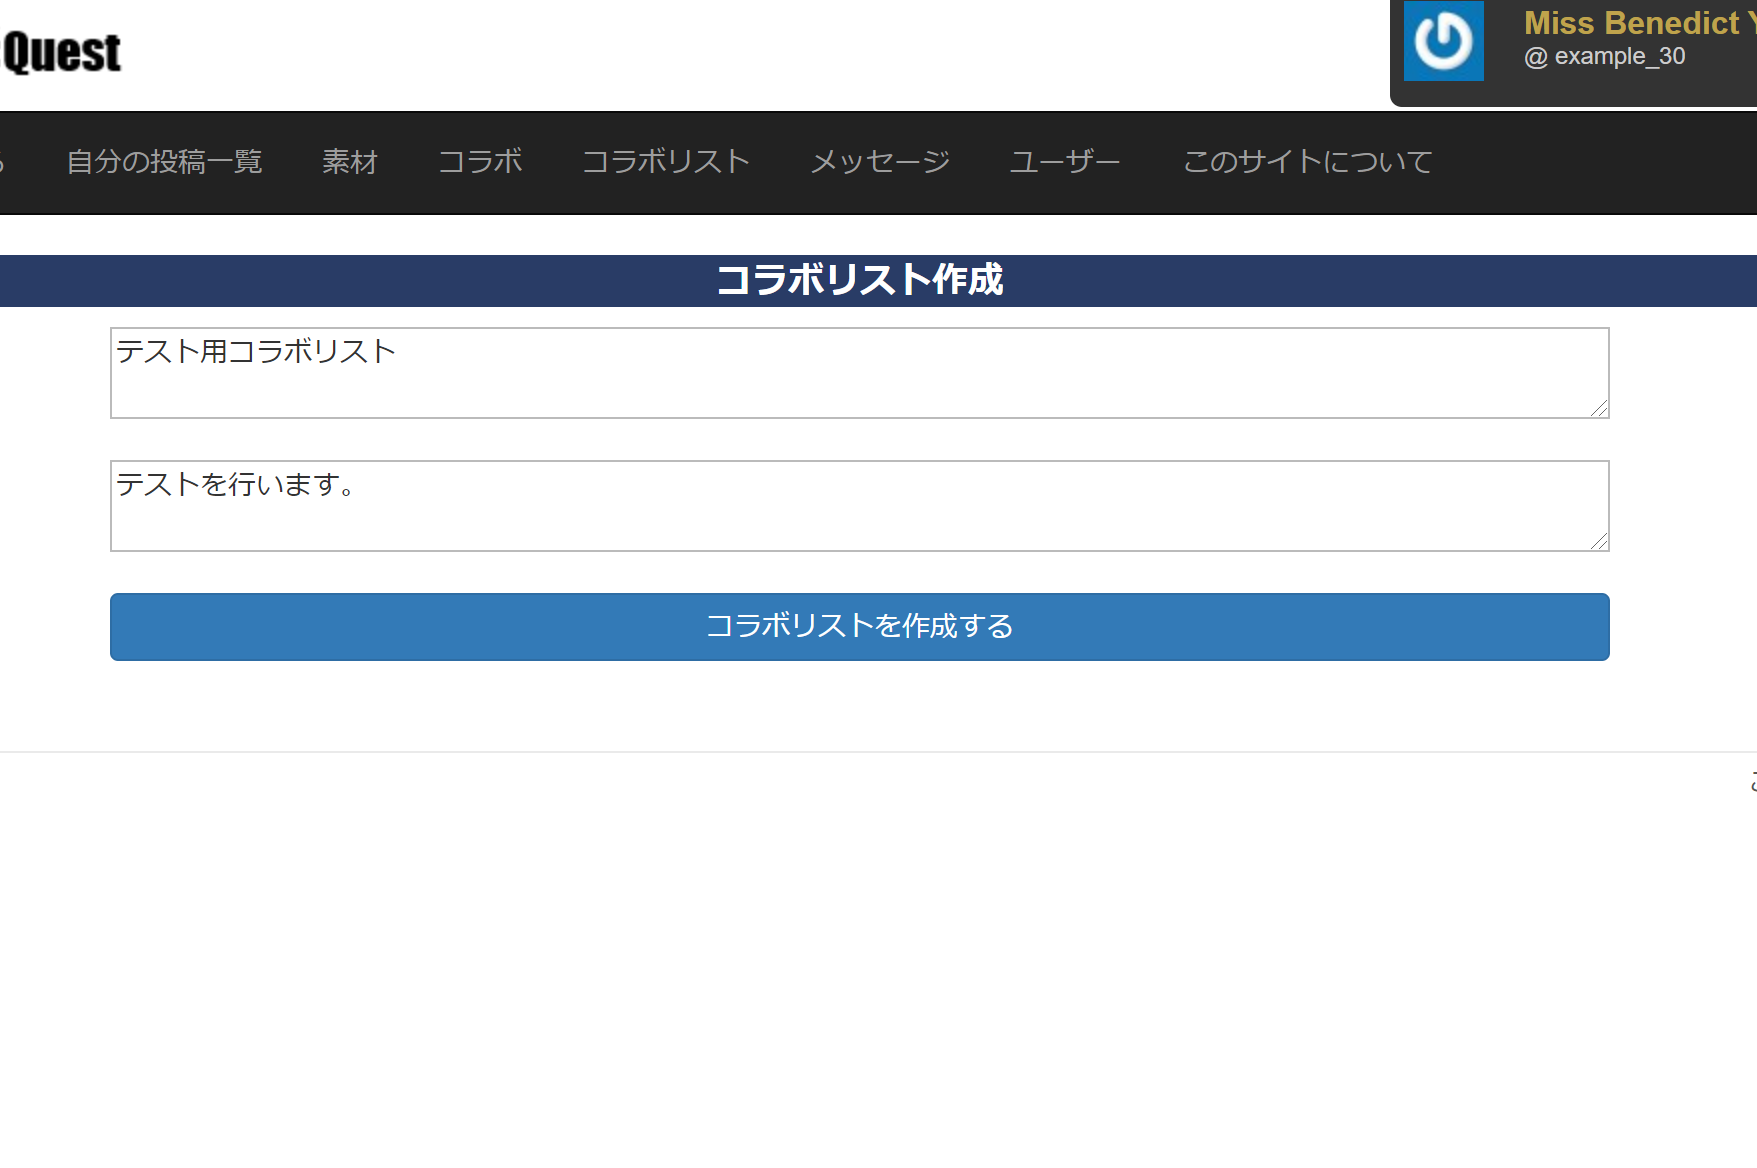 Quest
Miss Benedict
@ example_30
自分の投稿一覧 素材 コラボ コラボリスト メッセージ ユーザー このサイトについて
コラボリスト作成
テスト用コラボリスト
テストを行います。
コラボリストを作成する